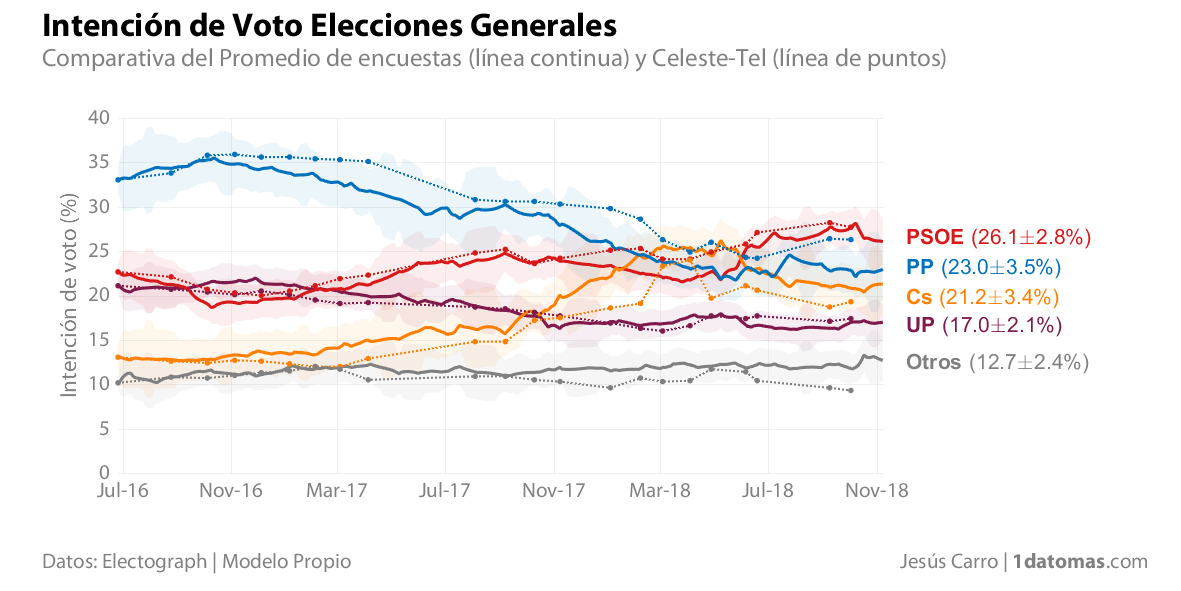 Intención de Voto Elecciones Generales
Comparativa del Promedio de encuestas (línea continua) y Celeste-Tel (línea de puntos)
Intención de voto (%)
40
35
30
25
20
15
10
5
0
Jul-16 Nov-16 Mar-17 Jul-17 Nov-17 Mar-18 Jul-18 Nov-18
PSOE (26.1±2.8%)
PP (23.0±3.5%)
Cs (21.2±3.4%)
UP (17.0±2.1%)
Otros (12.7±2.4%)
Datos: Electograph | Modelo Propio
Jesús Carro | 1datomas.com